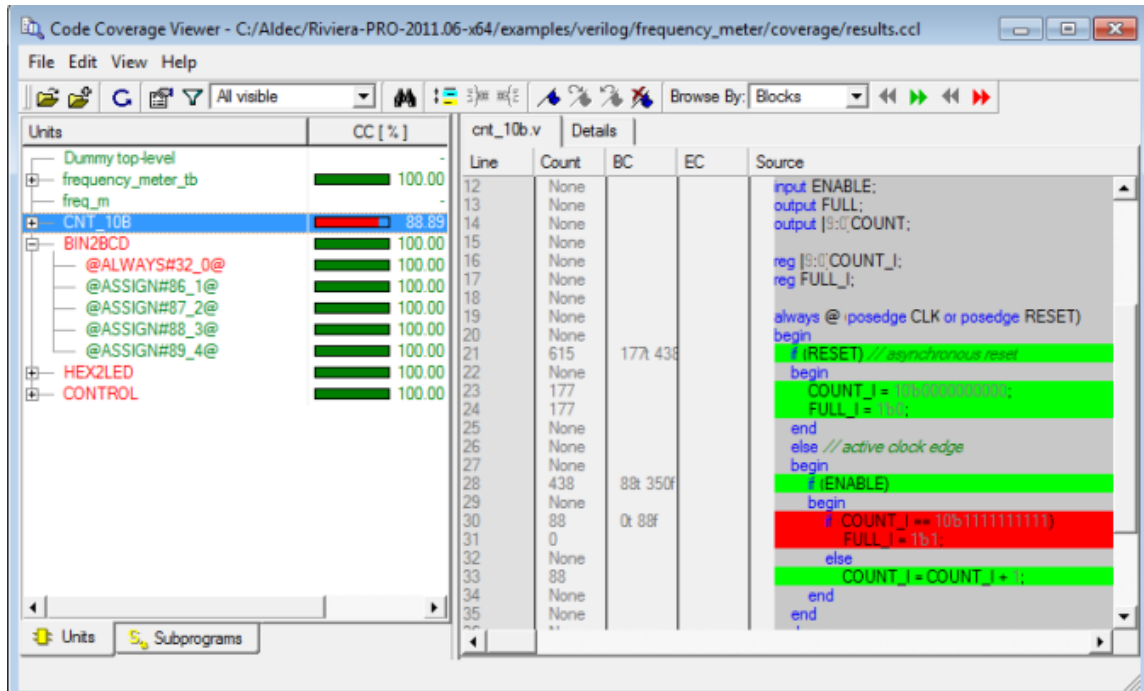 Code Coverage Viewer - C:/Aldec/Riviera-PRO-2011.06-x64/examples/verilog/frequency_meter/coverage/results.ccl
File Edit View Help
All visible
Browse By: Blocks
Units CC [ % ]
Dummy top-level -
frequency_meter_tb 100.00
freq_m -
CNT_10B 88.89
BIN2BCD 100.00
@ALWAYS#32_0@ 100.00
@ASSIGN#86_1@ 100.00
@ASSIGN#87_2@ 100.00
@ASSIGN#88_3@ 100.00
@ASSIGN#89_4@ 100.00
HEX2LED 100.00
CONTROL 100.00
Units Subprograms
cnt_10b.v Details
Line Count BC EC Source
12 None input ENABLE;
13 None output FULL;
14 None output [9:0] COUNT;
15 None
16 None reg [9:0] COUNT_I;
17 None reg FULL_I;
18 None
19 None always @ (posedge CLK or posedge RESET)
20 None begin
21 615 177t 438 if (RESET) // asynchronous reset
22 None begin
23 177 COUNT_I = 10'b0000000000;
24 177 FULL_I = 1'b0;
25 None end
26 None else // active clock edge
27 None begin
28 438 88t 350f if (ENABLE)
29 None begin
30 88 0t 88f if COUNT_I == 10'b1111111111)
31 0 FULL_I = 1'b1;
32 None else
33 88 COUNT_I = COUNT_I + 1;
34 None end
35 None end